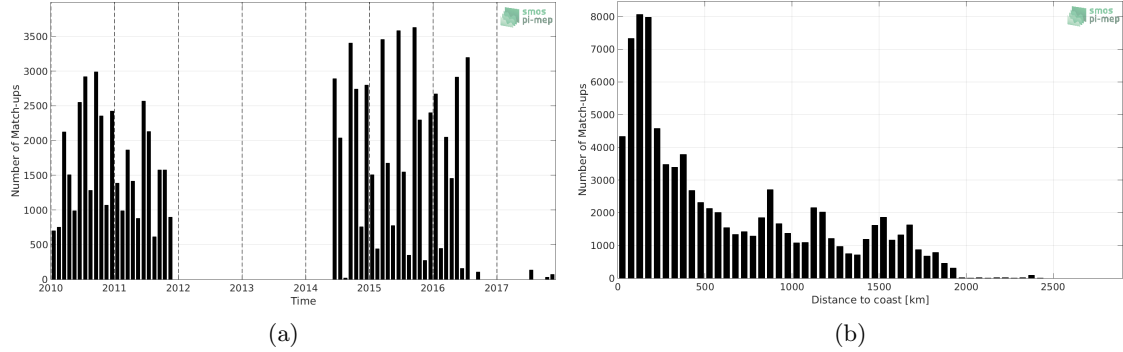 smos
pi-mep
3500
3000
2500
2000
1500
1000
500
0
Number of Match-ups
2010 2011 2012 2013 2014 2015 2016 2017
Time
(a)
smos
pi-mep
8000
7000
6000
5000
4000
3000
2000
1000
0
Number of Match-ups
0 500 1000 1500 2000 2500
Distance to coast [km]
(b)